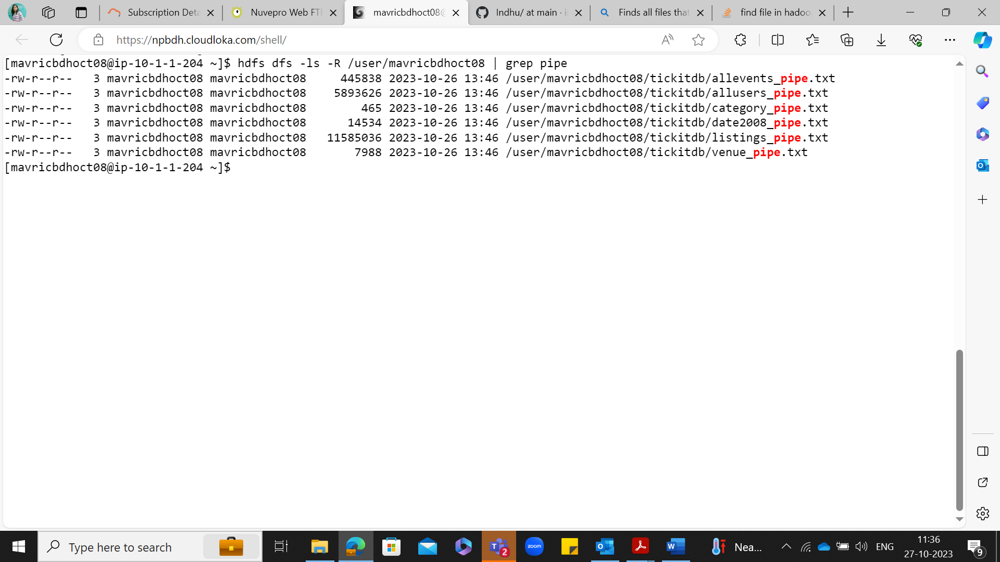 Subscription Deta
Nuvepro Web FTP
mavricbdhoct08@
Indhu/ at main · i
Finds all files that
find file in hadoo
https://npbdh.cloudloka.com/shell/
[mavricbdhoct08@ip-10-1-1-204 ~]$ hdfs dfs -ls -R /user/mavricbdhoct08 | grep pipe
-rw-r--r--   3 mavricbdhoct08 mavricbdhoct08     445838 2023-10-26 13:46 /user/mavricbdhoct08/tickitdb/allevents_pipe.txt
-rw-r--r--   3 mavricbdhoct08 mavricbdhoct08    5893626 2023-10-26 13:46 /user/mavricbdhoct08/tickitdb/allusers_pipe.txt
-rw-r--r--   3 mavricbdhoct08 mavricbdhoct08        465 2023-10-26 13:46 /user/mavricbdhoct08/tickitdb/category_pipe.txt
-rw-r--r--   3 mavricbdhoct08 mavricbdhoct08      14534 2023-10-26 13:46 /user/mavricbdhoct08/tickitdb/date2008_pipe.txt
-rw-r--r--   3 mavricbdhoct08 mavricbdhoct08   11585036 2023-10-26 13:46 /user/mavricbdhoct08/tickitdb/listings_pipe.txt
-rw-r--r--   3 mavricbdhoct08 mavricbdhoct08       7988 2023-10-26 13:46 /user/mavricbdhoct08/tickitdb/venue_pipe.txt
[mavricbdhoct08@ip-10-1-1-204 ~]$
Type here to search
2
zoom
Nea...
ENG
11:36
27-10-2023
9